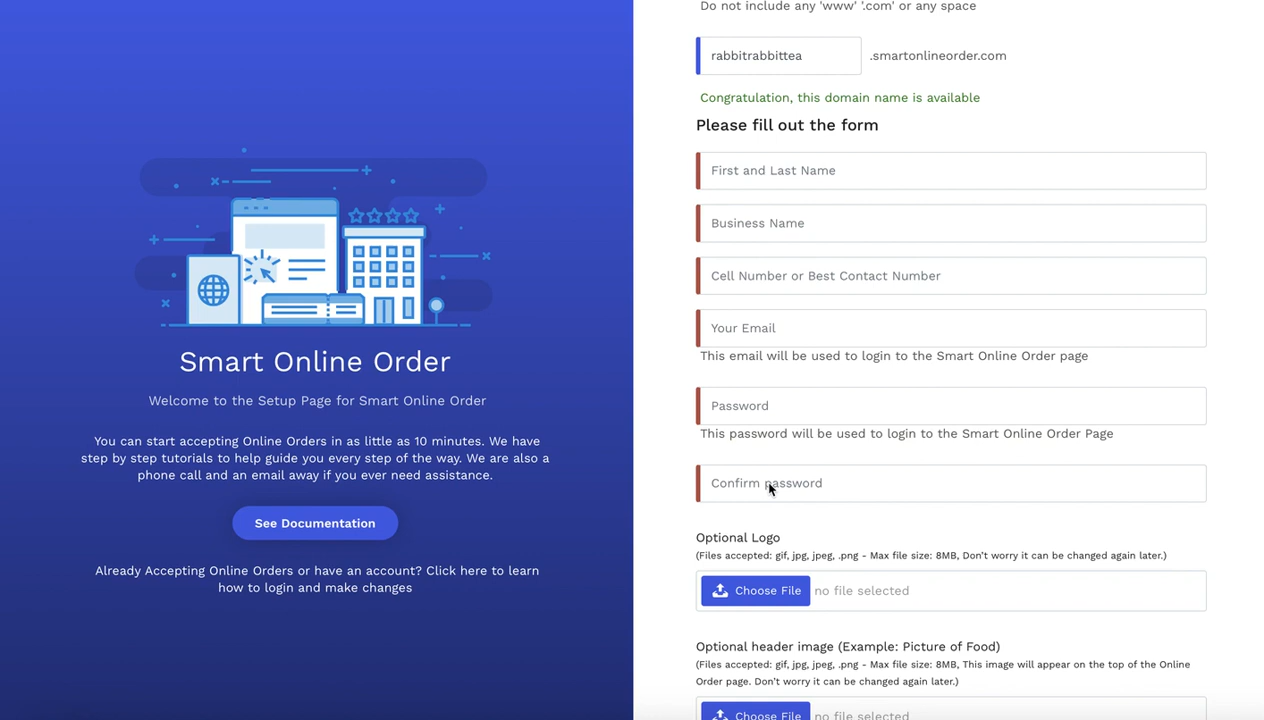 Smart Online Order
Welcome to the Setup Page for Smart Online Order
You can start accepting Online Orders in as little as 10 minutes. We have
step by step tutorials to help guide you every step of the way. We are also a
phone call and an email away if you ever need assistance.
See Documentation
Already Accepting Online Orders or have an account? Click here to learn
how to login and make changes
Do not include any 'www' '.com' or any space
rabbitrabbittea .smartonlineorder.com
Congratulation, this domain name is available
Please fill out the form
First and Last Name
Business Name
Cell Number or Best Contact Number
Your Email
This email will be used to login to the Smart Online Order page
Password
This password will be used to login to the Smart Online Order Page
Confirm password
Optional Logo
(Files accepted: gif, jpg, jpeg, .png - Max file size: 8MB, Don't worry it can be changed again later.)
Choose File no file selected
Optional header image (Example: Picture of Food)
(Files accepted: gif, jpg, jpeg, .png - Max file size: 8MB, This image will appear on the top of the Online
Order page. Don't worry it can be changed again later.)
Choose File no file selected